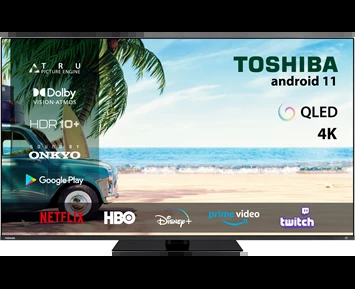 ATRU
PICTURE ENGINE
Dolby
VISION·ATMOS
HDR10+
SOUND BY
ONKYO
Google Play
TOSHIBA
android 11
QLED
4K
NETFLIX
HBO
Disney+
prime video
twitch
TOSHIBA